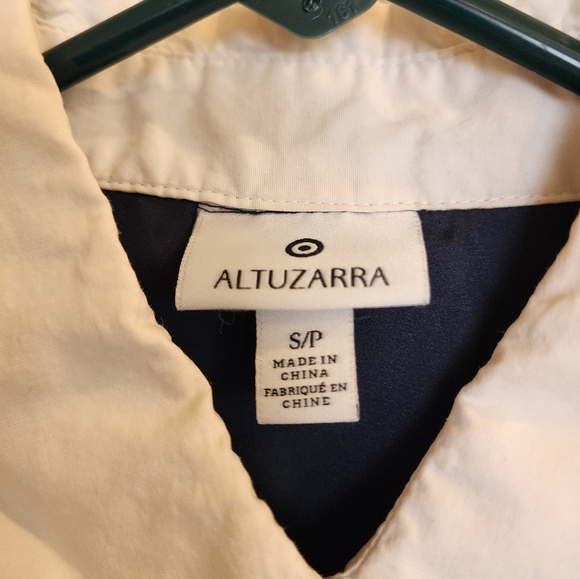 ALTUZARRA
S/P
MADE IN
CHINA
FABRIQUÉ EN
CHINE